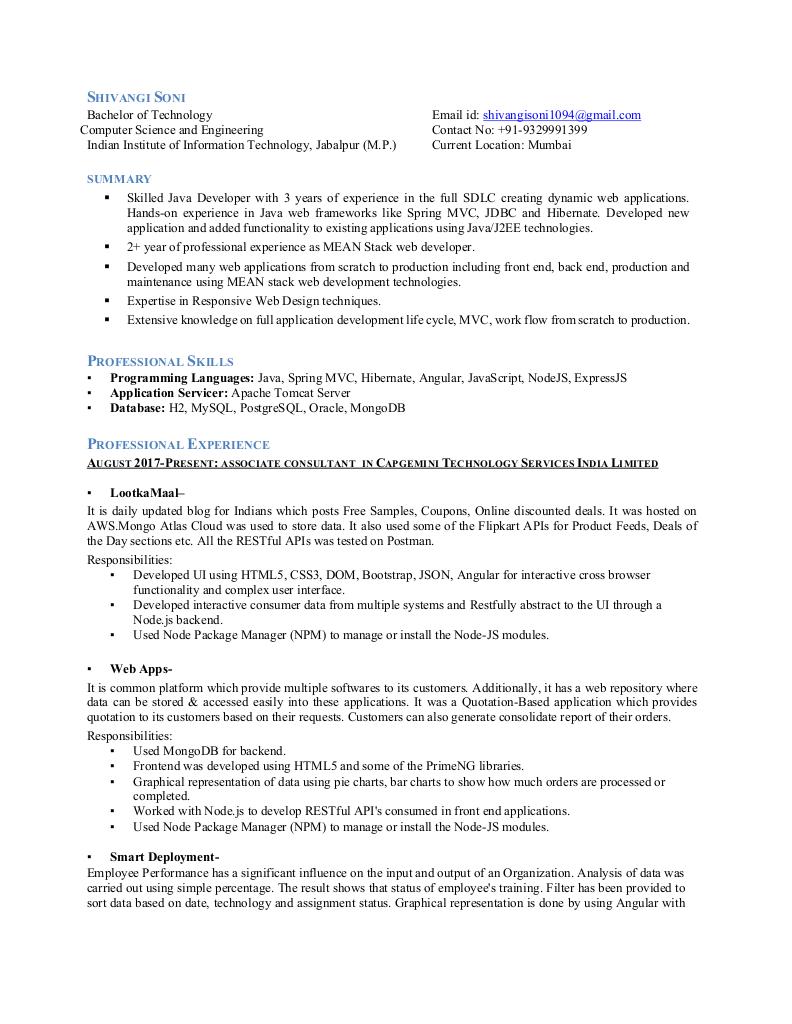 SHIVANGI SONI
Bachelor of Technology Email id: shivangisoni1094@gmail.com
Computer Science and Engineering Contact No: +91-9329991399
Indian Institute of Information Technology, Jabalpur (M.P.) Current Location: Mumbai
SUMMARY
▪ Skilled Java Developer with 3 years of experience in the full SDLC creating dynamic web applications.
Hands-on experience in Java web frameworks like Spring MVC, JDBC and Hibernate. Developed new
application and added functionality to existing applications using Java/J2EE technologies.
▪ 2+ year of professional experience as MEAN Stack web developer.
▪ Developed many web applications from scratch to production including front end, back end, production and
maintenance using MEAN stack web development technologies.
▪ Expertise in Responsive Web Design techniques.
▪ Extensive knowledge on full application development life cycle, MVC, work flow from scratch to production.
PROFESSIONAL SKILLS
▪ Programming Languages: Java, Spring MVC, Hibernate, Angular, JavaScript, NodeJS, ExpressJS
▪ Application Servicer: Apache Tomcat Server
▪ Database: H2, MySQL, PostgreSQL, Oracle, MongoDB
PROFESSIONAL EXPERIENCE
AUGUST 2017-PRESENT: ASSOCIATE CONSULTANT IN CAPGEMINI TECHNOLOGY SERVICES INDIA LIMITED
▪ LootkaMaal–
It is daily updated blog for Indians which posts Free Samples, Coupons, Online discounted deals. It was hosted on
AWS.Mongo Atlas Cloud was used to store data. It also used some of the Flipkart APIs for Product Feeds, Deals of
the Day sections etc. All the RESTful APIs was tested on Postman.
Responsibilities:
▪ Developed UI using HTML5, CSS3, DOM, Bootstrap, JSON, Angular for interactive cross browser
functionality and complex user interface.
▪ Developed interactive consumer data from multiple systems and Restfully abstract to the UI through a
Node.js backend.
▪ Used Node Package Manager (NPM) to manage or install the Node-JS modules.
▪ Web Apps-
It is common platform which provide multiple softwares to its customers. Additionally, it has a web repository where
data can be stored & accessed easily into these applications. It was a Quotation-Based application which provides
quotation to its customers based on their requests. Customers can also generate consolidate report of their orders.
Responsibilities:
▪ Used MongoDB for backend.
▪ Frontend was developed using HTML5 and some of the PrimeNG libraries.
▪ Graphical representation of data using pie charts, bar charts to show how much orders are processed or
completed.
▪ Worked with Node.js to develop RESTful API's consumed in front end applications.
▪ Used Node Package Manager (NPM) to manage or install the Node-JS modules.
▪ Smart Deployment-
Employee Performance has a significant influence on the input and output of an Organization. Analysis of data was
carried out using simple percentage. The result shows that status of employee's training. Filter has been provided to
sort data based on date, technology and assignment status. Graphical representation is done by using Angular with